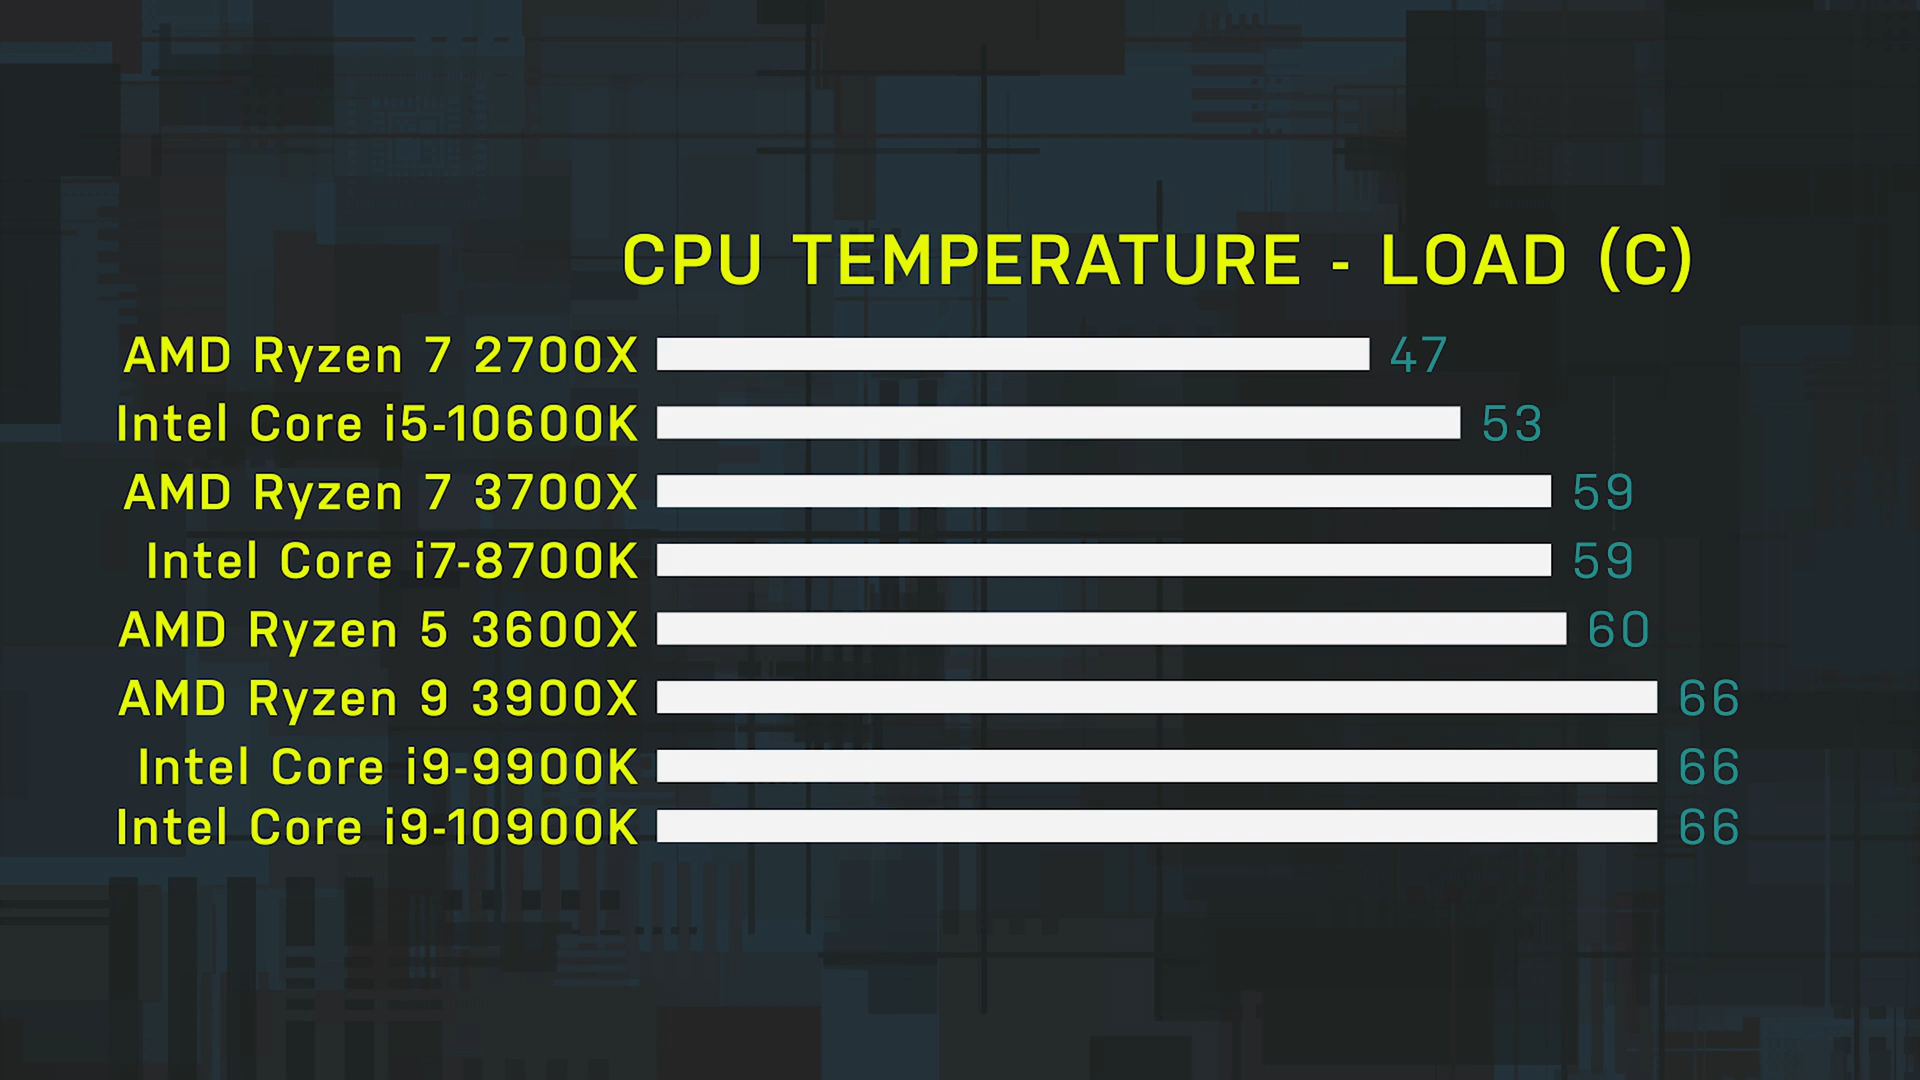 CPU TEMPERATURE - LOAD (C)
AMD Ryzen 7 2700X 47
Intel Core i5-10600K 53
AMD Ryzen 7 3700X 59
Intel Core i7-8700K 59
AMD Ryzen 5 3600X 60
AMD Ryzen 9 3900X 66
Intel Core i9-9900K 66
Intel Core i9-10900K 66